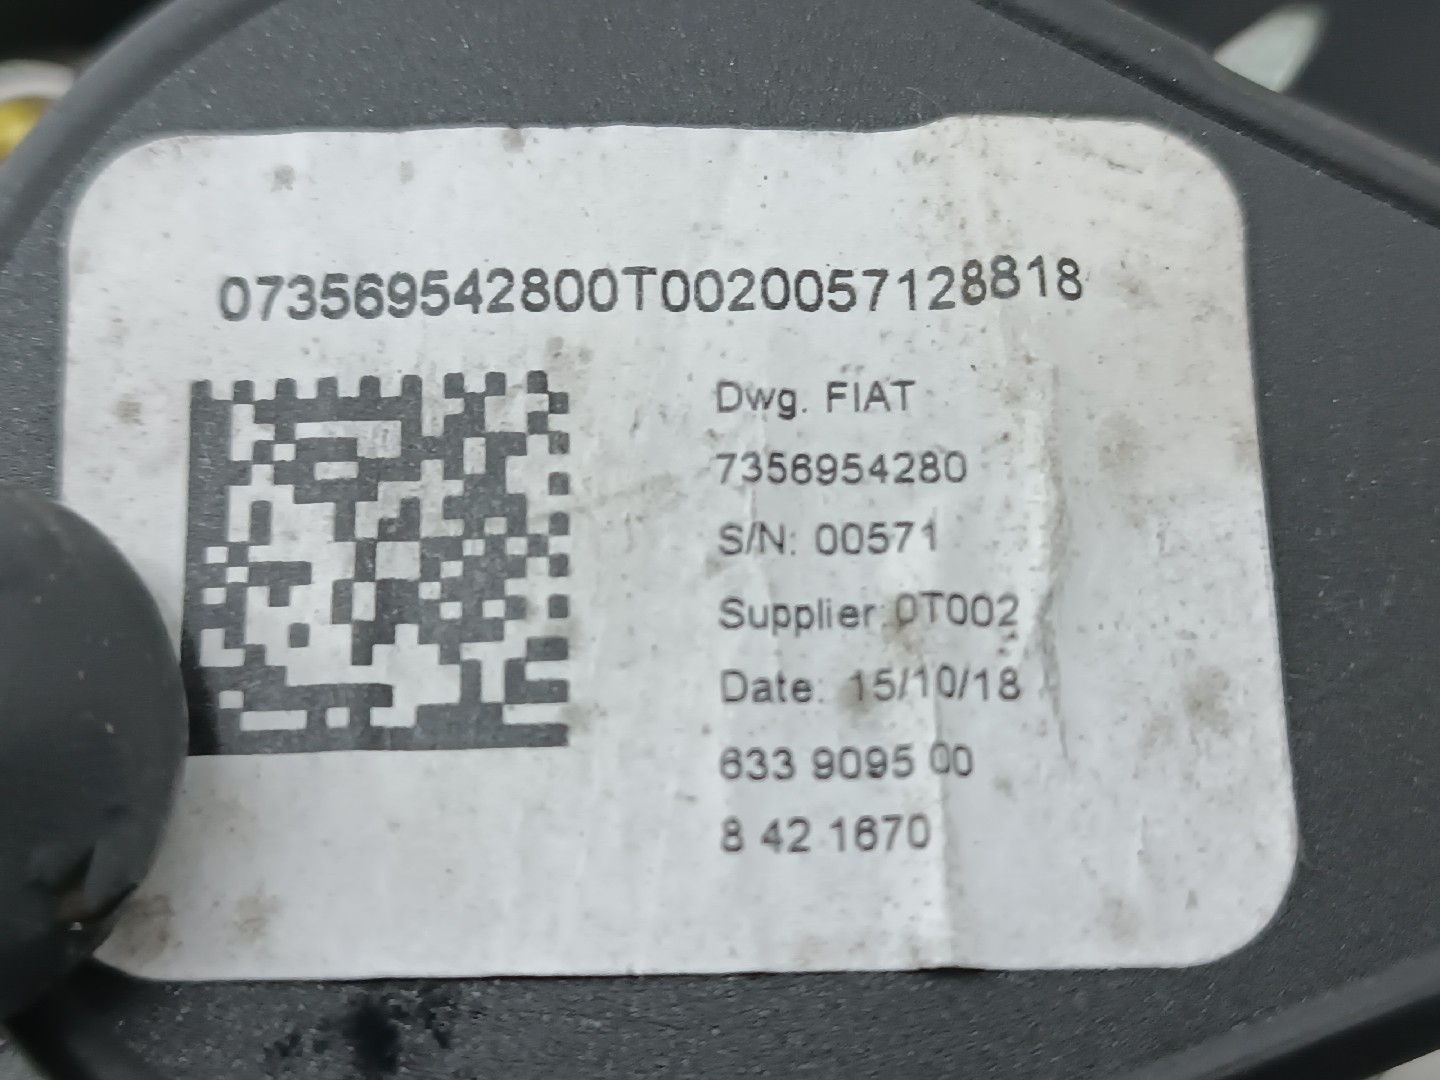 073569542800T0020057128818
Dwg. FIAT
7356954280
S/N: 00571
Supplier: 0T002
Date: 15/10/18
633 9095 00
8 42 1670